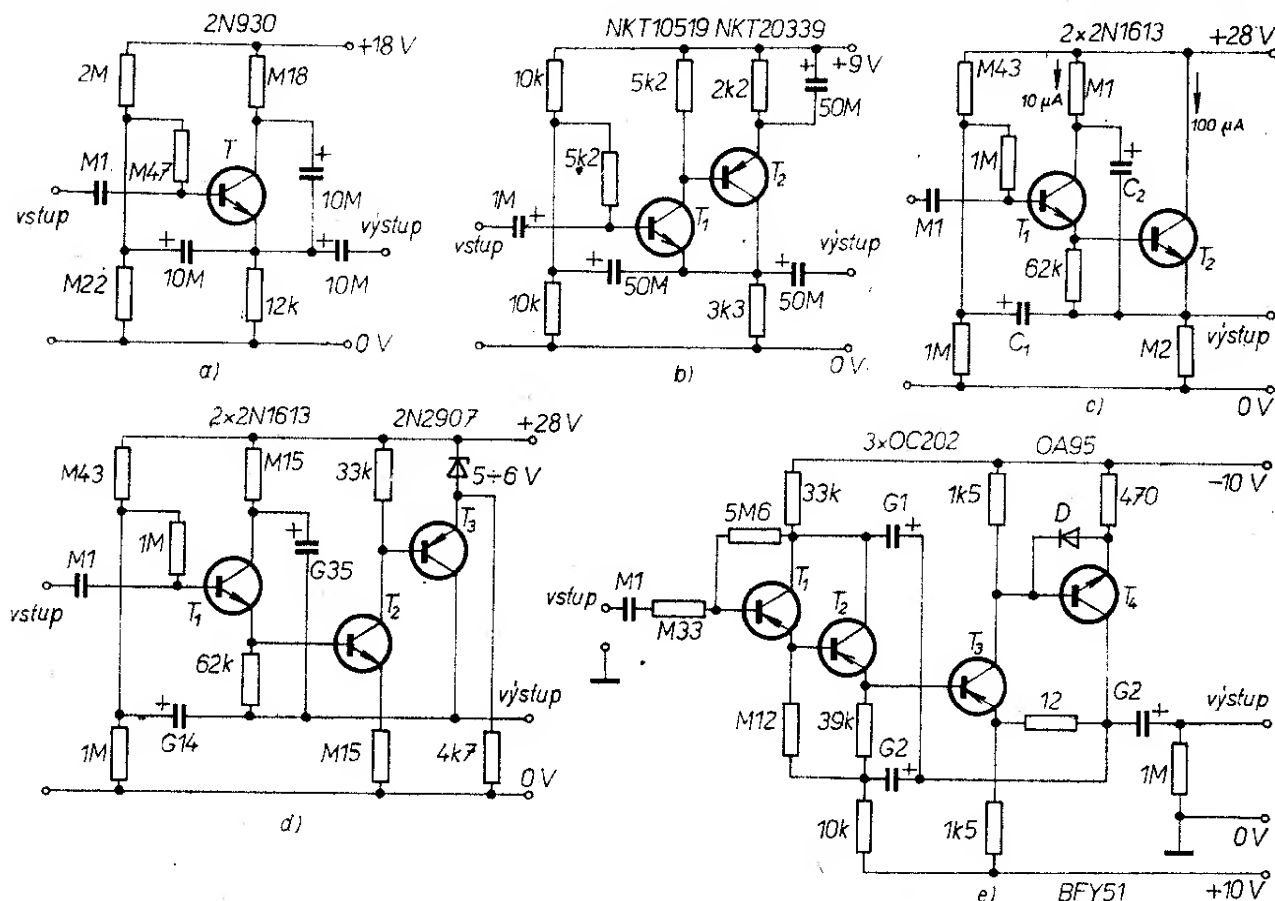 2N930
+18 V
2M
M18
M1
M47
T
+
10M
vstup
výstup
+
10M
+
10M
M22
12k
0 V
a)
NKT10519 NKT20339
+9 V
10k
5k2
2k2
+
50M
5k2
1M
+
vstup
T1
T2
výstup
+
50M
+
50M
10k
3k3
0V
b)
2×2N1613
+28 V
M43
10 µA
M1
100 µA
1M
+
C2
M1
T1
T2
62k
+
C1
výstup
1M
M2
0 V
c)
2×2N1613
2N2907
+28 V
M43
M15
33k
5÷6 V
1M
+
G35
T3
M1
vstup
T1
T2
62k
výstup
+
G14
1M
M15
4k7
0 V
d)
3×OC202
OA95
-10 V
33k
G1
+
1k5
470
5M6
D
vstup
M1
M33
T1
T2
T3
T4
M12
39k
12
G2
+
výstup
G2
+
1M
10k
1k5
0V
+10 V
e)
BFY51